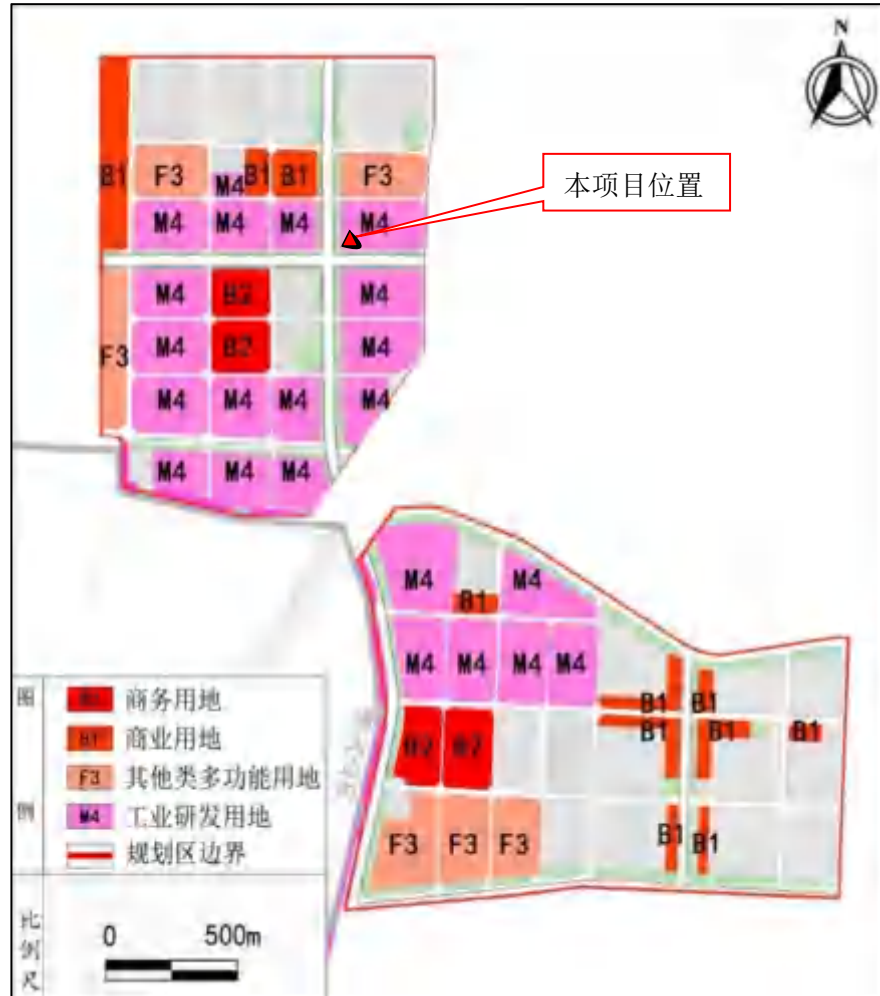 N
B1 F3 M4 B1 B1 F3
本项目位置
M4 M4 M4 M4
M4 B2 M4
F3 M4 B2 M4
M4 M4 M4 M4
M4 M4 M4
M4 M4
B1
M4 M4 M4 M4
B1 B1
B1 B1 B1
B2 B2
F3 F3 F3
B1 B1
图例
B2 商务用地
B1 商业用地
F3 其他类多功能用地
M4 工业研发用地
规划区边界
比例尺
0 500m